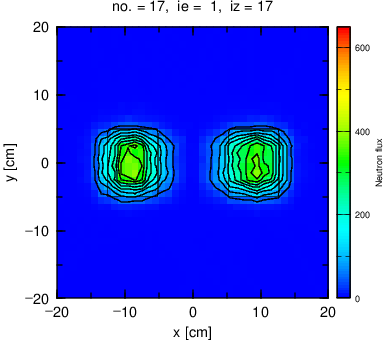 no. = 17, ie = 1, iz = 17
20
10
0
−10
−20
y [cm]
−20 −10 0 10 20
x [cm]
600
400
200
0
Neutron flux